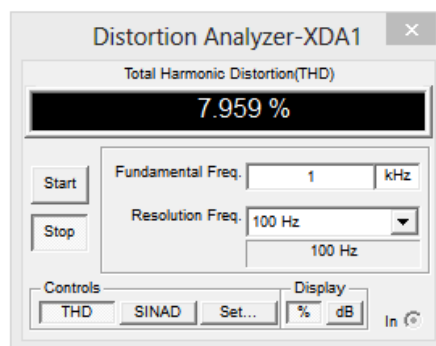 Distortion Analyzer-XDA1
Total Harmonic Distortion(THD)
7.959 %
Start
Stop
Fundamental Freq. 1 kHz
Resolution Freq. 100 Hz
100 Hz
Controls
THD SINAD Set...
Display
% dB
In